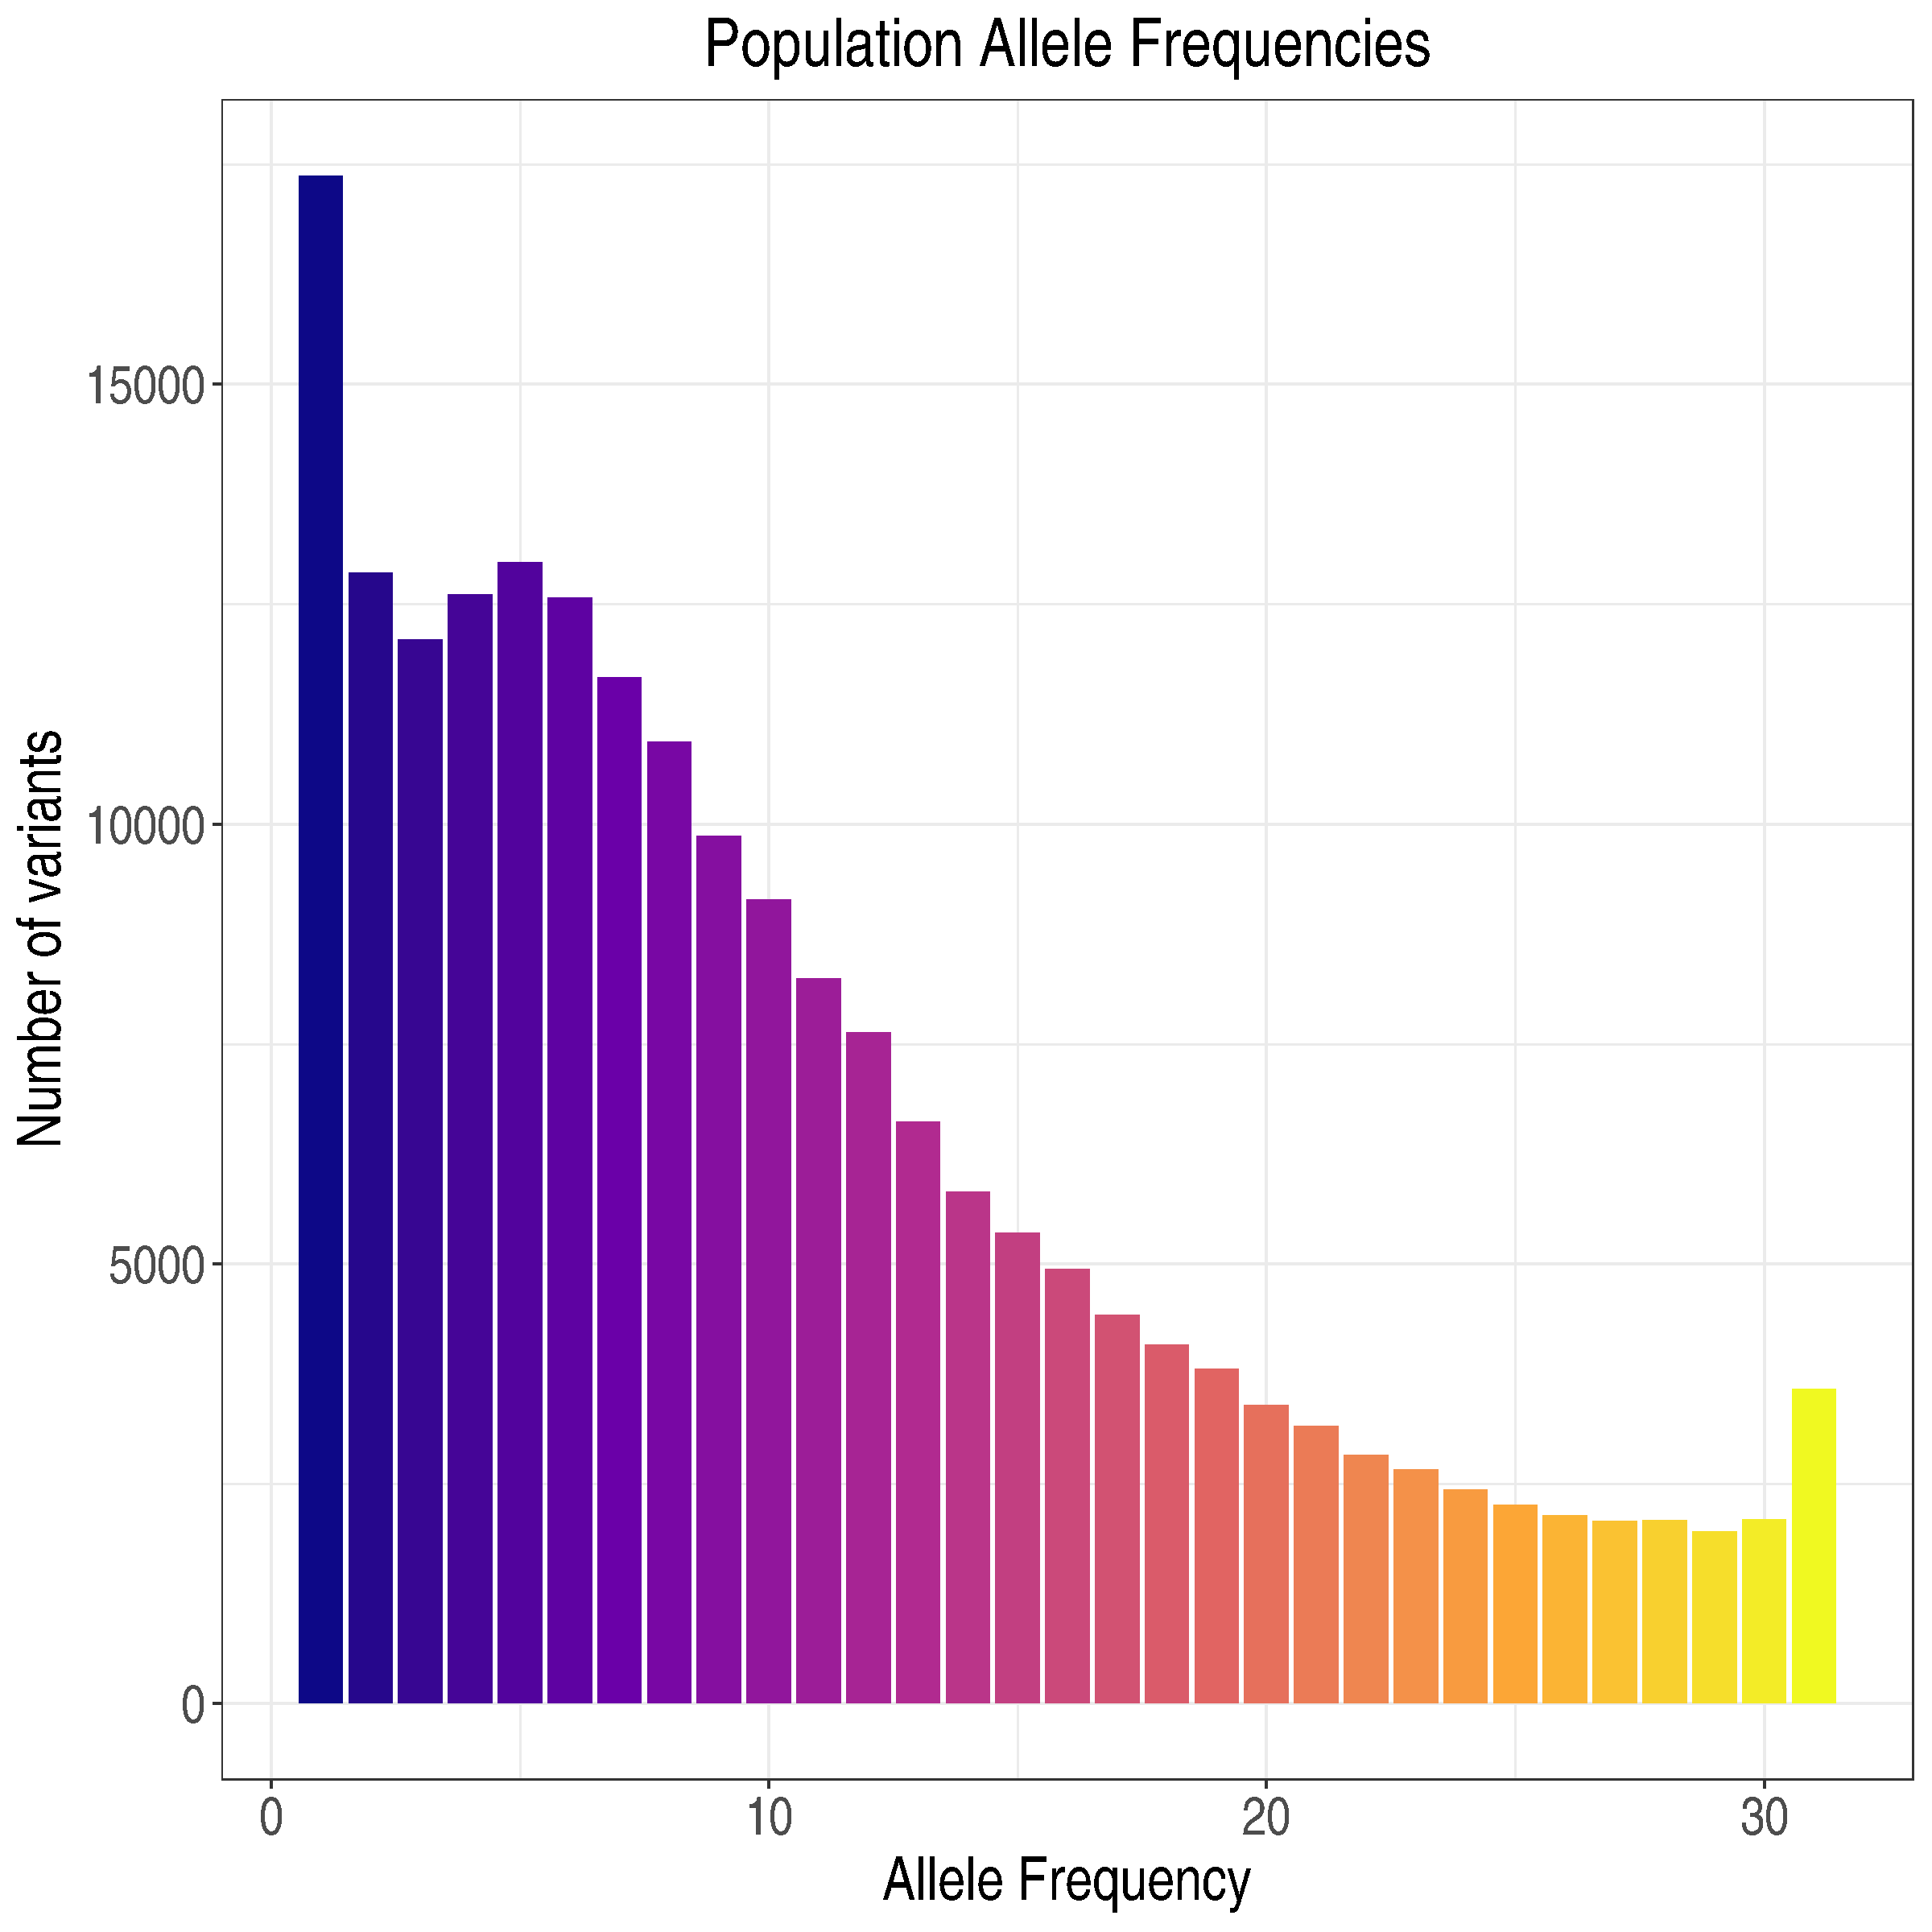 Population Allele Frequencies
Number of variants
15000
10000
5000
0
0 10 20 30
Allele Frequency